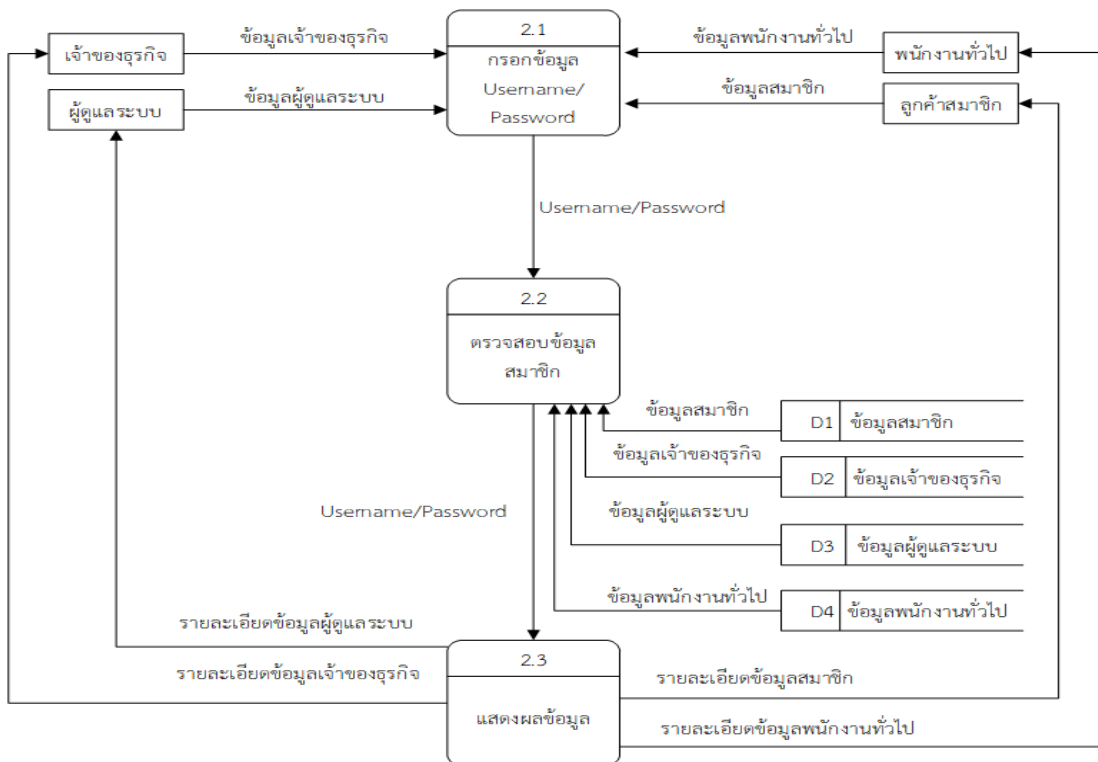 ข้อมูลเจ้าของธุรกิจ
2.1
ข้อมูลพนักงานทั่วไป
เจ้าของธุรกิจ
กรอกข้อมูล
พนักงานทั่วไป
ข้อมูลผู้ดูแลระบบ
Username/
ข้อมูลสมาชิก
ผู้ดูแลระบบ
Password
ลูกค้าสมาชิก
Username/Password
2.2
ตรวจสอบข้อมูล
สมาชิก
ข้อมูลสมาชิก
D1 ข้อมูลสมาชิก
ข้อมูลเจ้าของธุรกิจ
D2 ข้อมูลเจ้าของธุรกิจ
Username/Password
ข้อมูลผู้ดูแลระบบ
D3 ข้อมูลผู้ดูแลระบบ
ข้อมูลพนักงานทั่วไป
D4 ข้อมูลพนักงานทั่วไป
รายละเอียดข้อมูลผู้ดูแลระบบ
2.3
รายละเอียดข้อมูลเจ้าของธุรกิจ
รายละเอียดข้อมูลสมาชิก
แสดงผลข้อมูล
รายละเอียดข้อมูลพนักงานทั่วไป